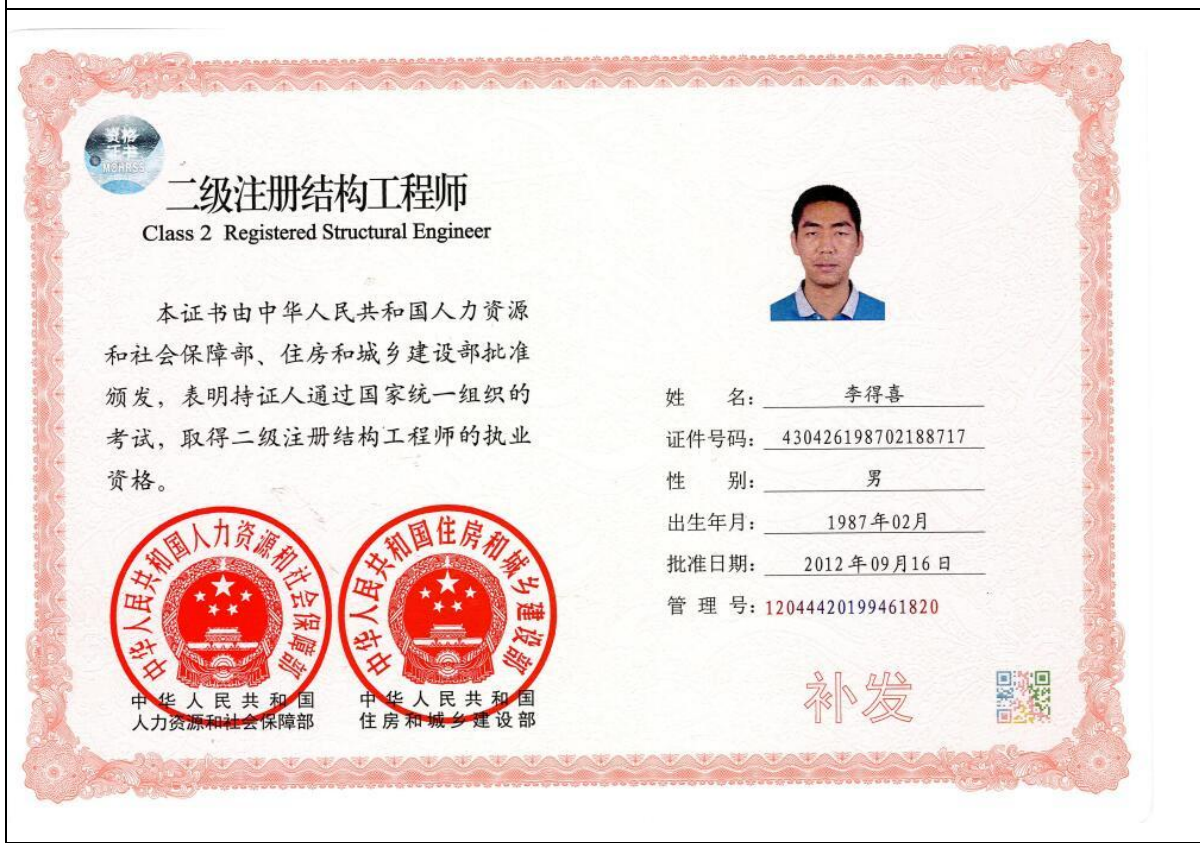 资格
证书
MOHRSS
二级注册结构工程师
Class 2 Registered Structural Engineer
本证书由中华人民共和国人力资源
和社会保障部、住房和城乡建设部批准
颁发，表明持证人通过国家统一组织的
考试，取得二级注册结构工程师的执业
资格。
中华人民共和国人力资源和社会保障部
中华人民共和国住房和城乡建设部
中华人民共和国
人力资源和社会保障部
中华人民共和国
住房和城乡建设部
姓 名：李得喜
证件号码：430426198702188717
性 别：男
出生年月：1987年02月
批准日期：2012年09月16日
管 理 号：12044420199461820
补发